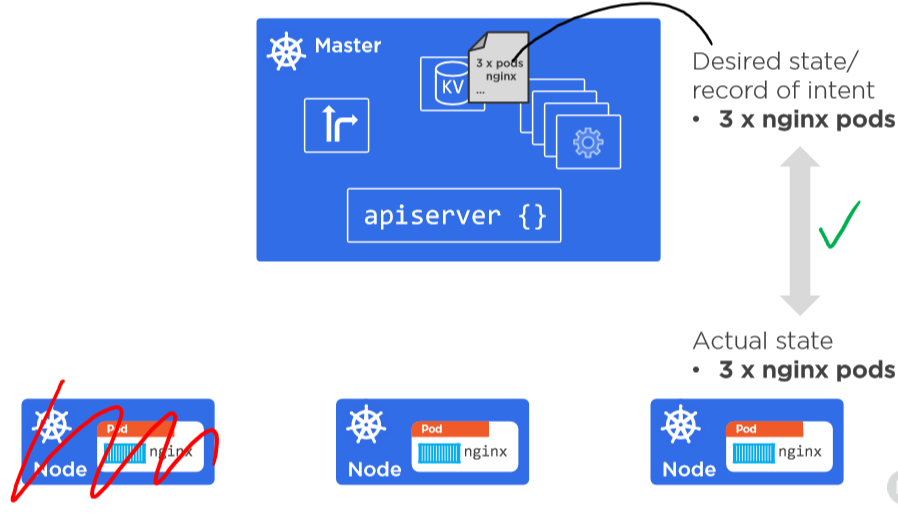 Master
3 x pods
nginx
...
KV
apiserver {}
Desired state/
record of intent
• 3 x nginx pods
Actual state
• 3 x nginx pods
Pod
nginx
Node
Pod
nginx
Node
Pod
nginx
Node